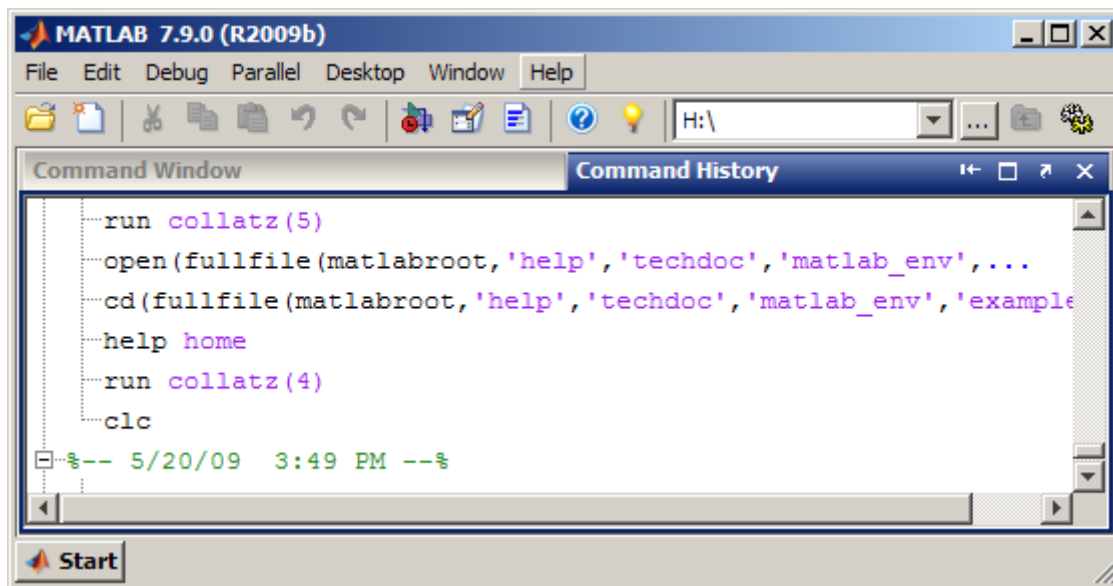 MATLAB 7.9.0 (R2009b)
File Edit Debug Parallel Desktop Window Help
H:\ ...
Command Window Command History
run collatz(5)
open(fullfile(matlabroot,'help','techdoc','matlab_env',...
cd(fullfile(matlabroot,'help','techdoc','matlab_env','example
help home
run collatz(4)
clc
%-- 5/20/09  3:49 PM --%
Start